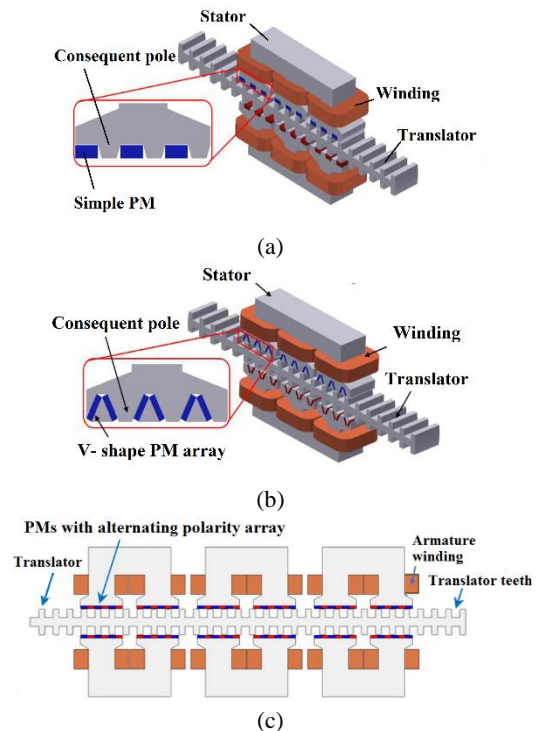 Stator
Consequent pole
Winding
Translator
Simple PM
(a)
Stator
Consequent pole
Winding
Translator
V- shape PM array
(b)
PMs with alternating polarity array
Armature
winding
Translator
Translator teeth
(c)